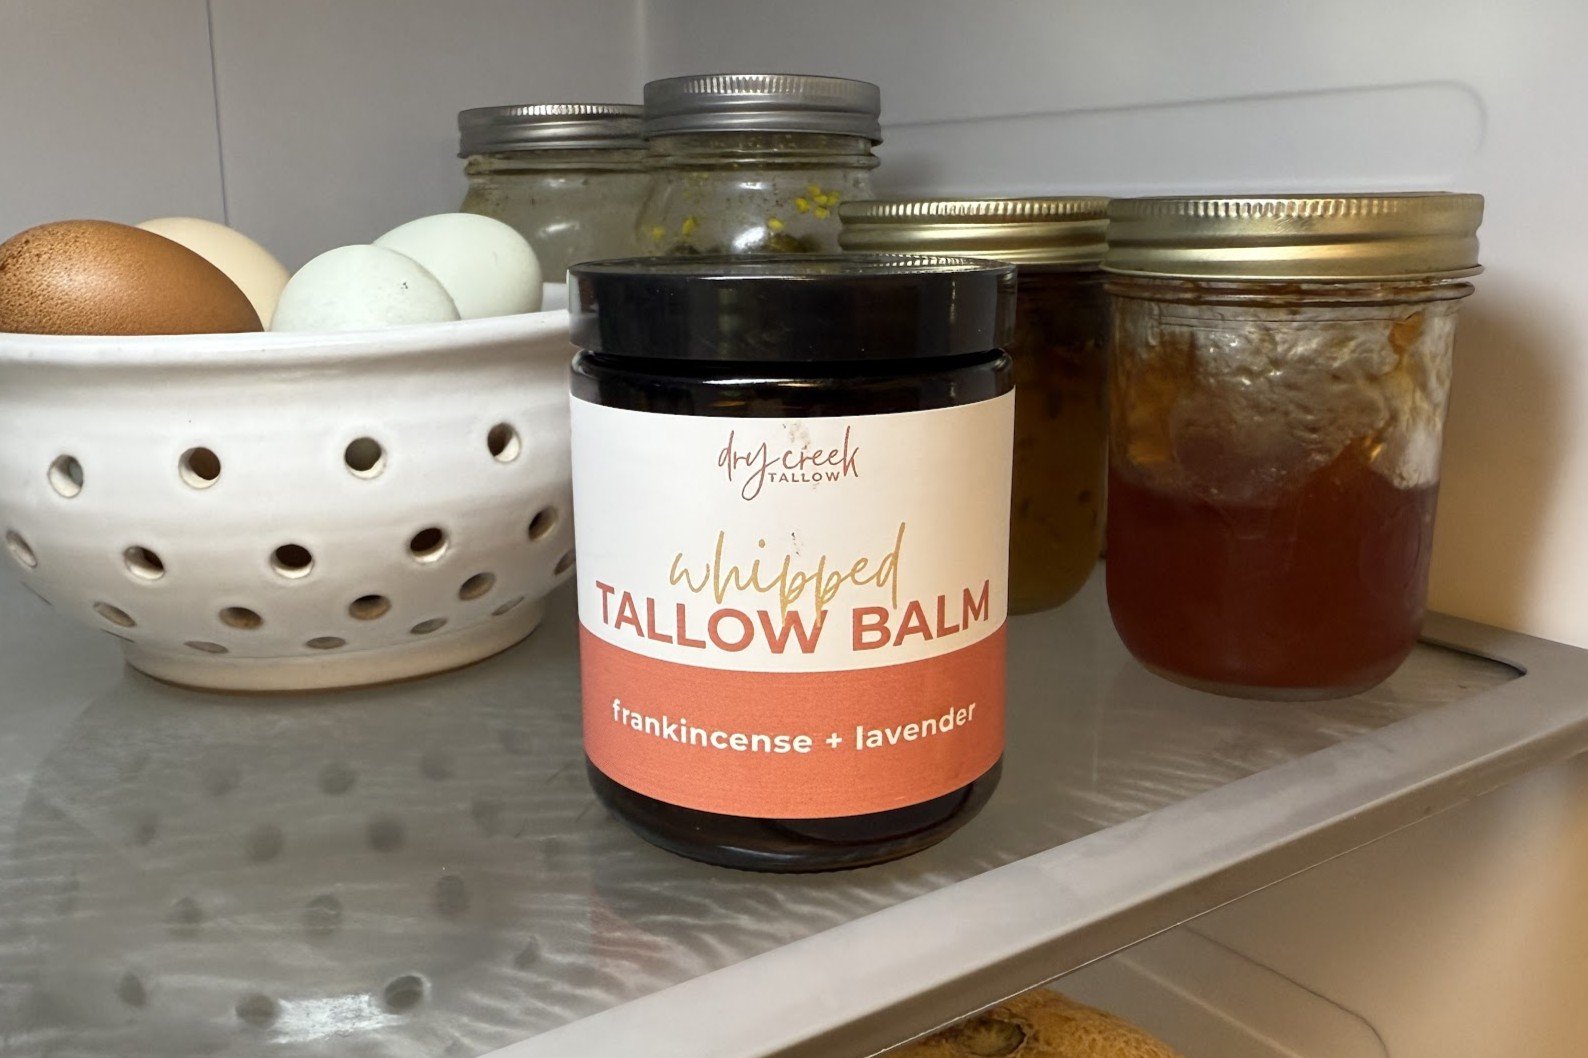 dry creek
TALLOW
whipped
TALLOW BALM
frankincense + lavender